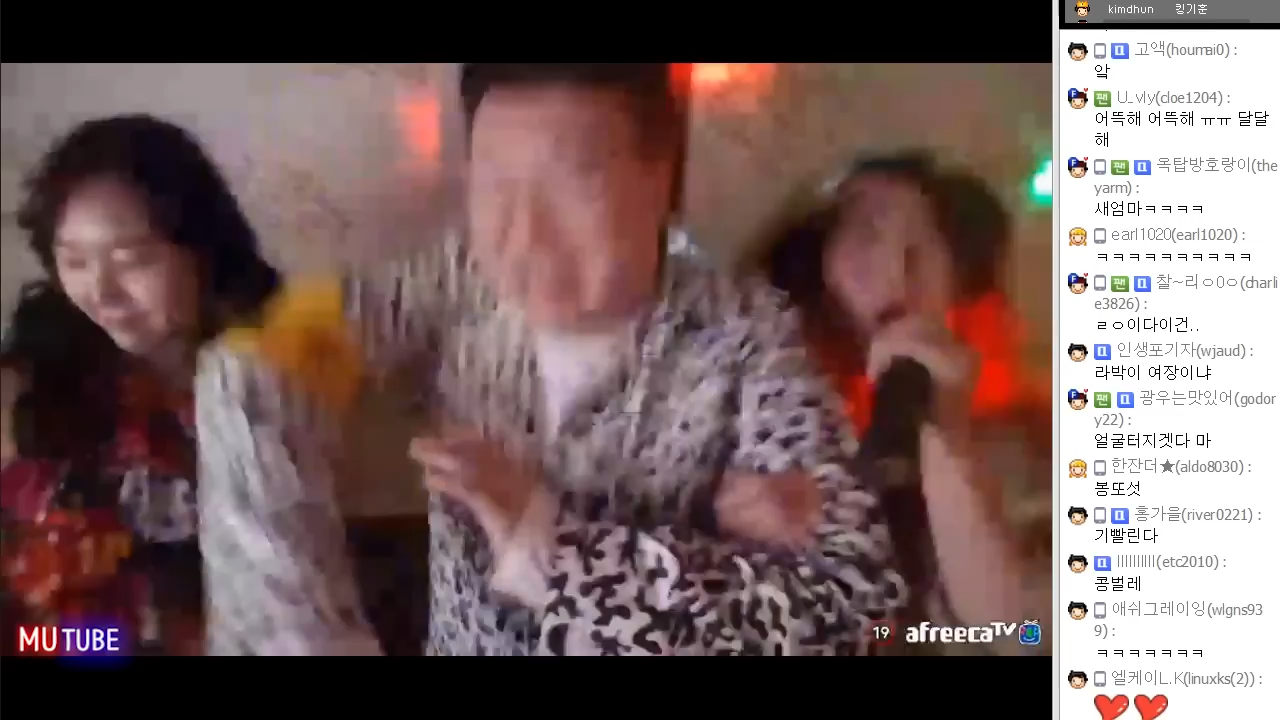 kimdhun 킹기훈
고액(houmai0) :
악
U_vly(cloe1204) :
어뜩해 어뜩해 ㅠㅠ 달달
해
옥탑방호랑이(the
yarm) :
새엄마ㅋㅋㅋㅋ
earl1020(earl1020) :
ㅋㅋㅋㅋㅋㅋㅋㅋㅋㅋ
찰~리ㅇ0ㅇ(charli
e3826) :
ㄹㅇ이다이건..
인생포기자(wjaud) :
라박이 여장이냐
광우는맛있어(godor
y22) :
얼굴터지겟다 마
한잔더★(aldo8030) :
봉또섯
홍가을(river0221) :
기빨린다
llllllllll(etc2010) :
콩벌레
애쉬그레이잉(wlgns93
9) :
ㅋㅋㅋㅋㅋㅋㅋ
엘케이L.K(linuxks(2)) :
MUTUBE
19 afreecaTV